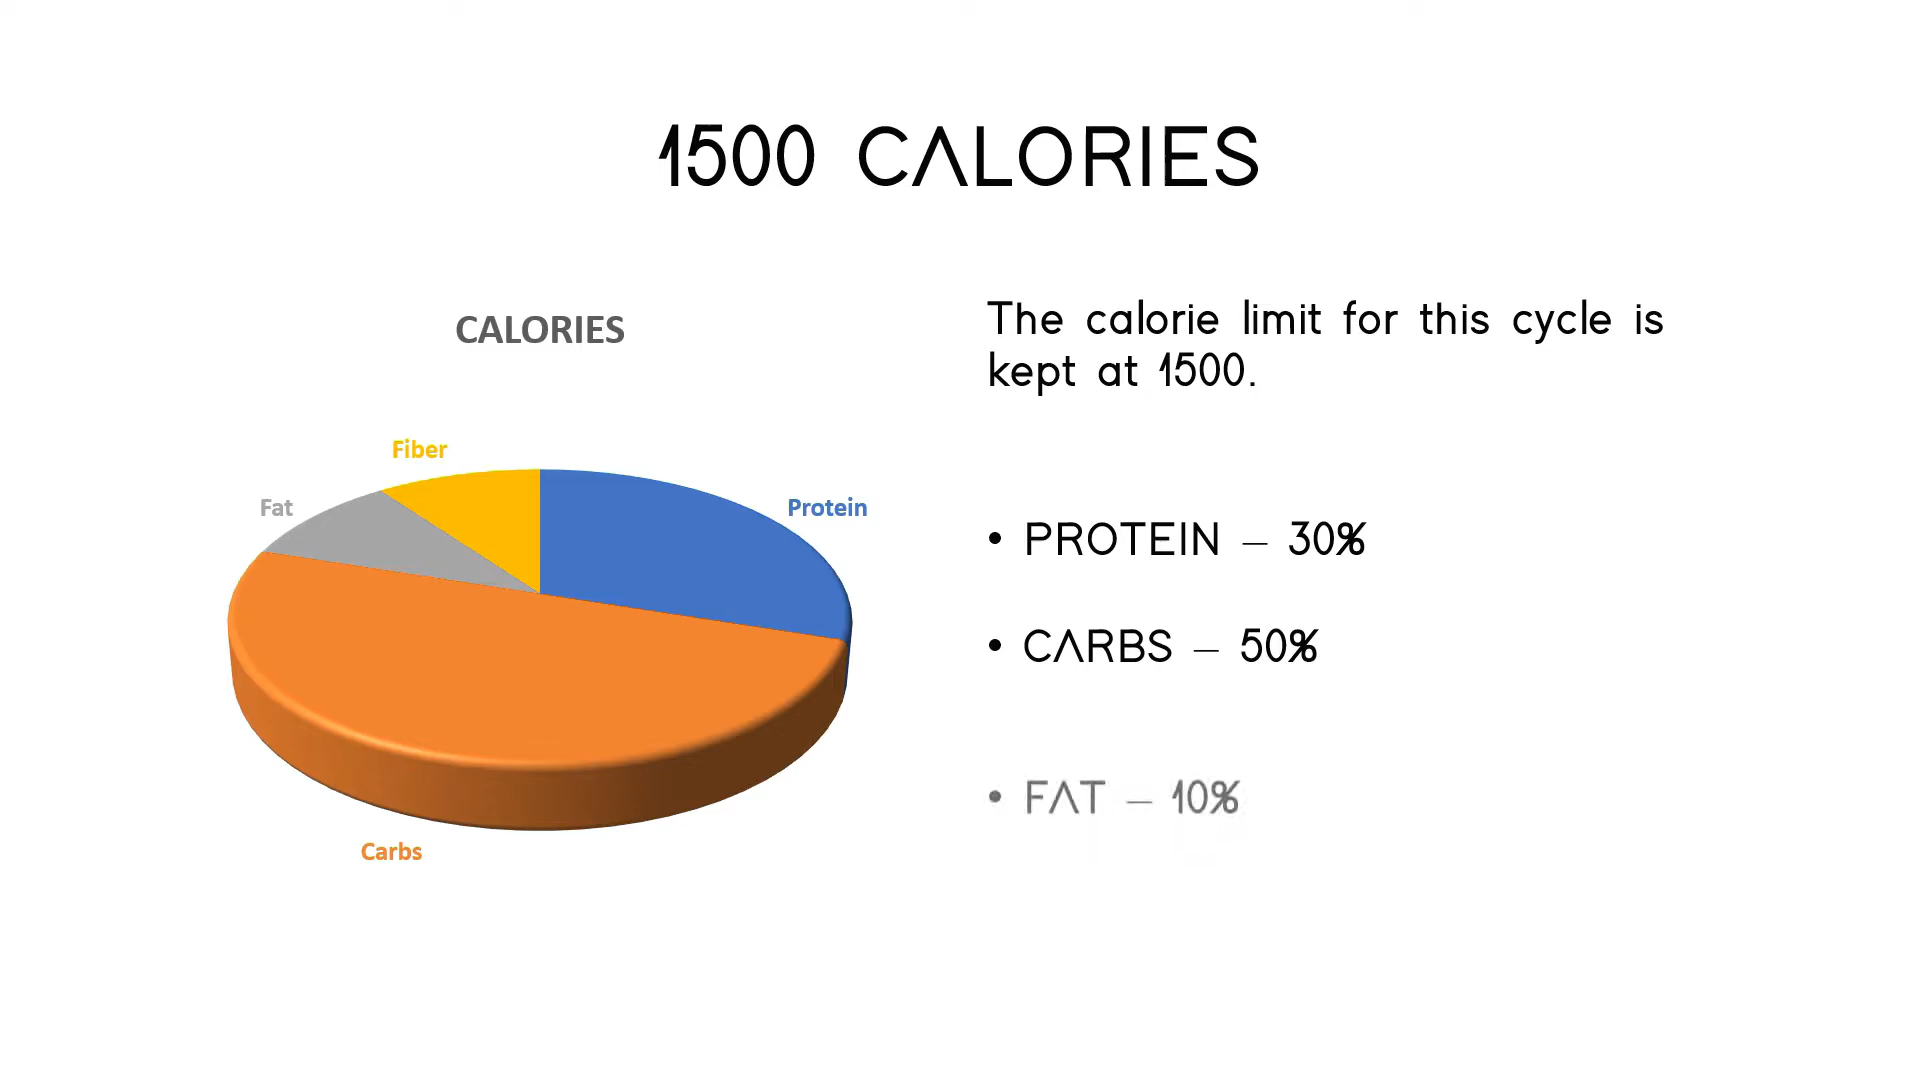 1500 CALORIES
CALORIES
Fiber
Fat
Protein
Carbs
The calorie limit for this cycle is
kept at 1500.
• PROTEIN – 30%
• CARBS – 50%
• FAT – 10%